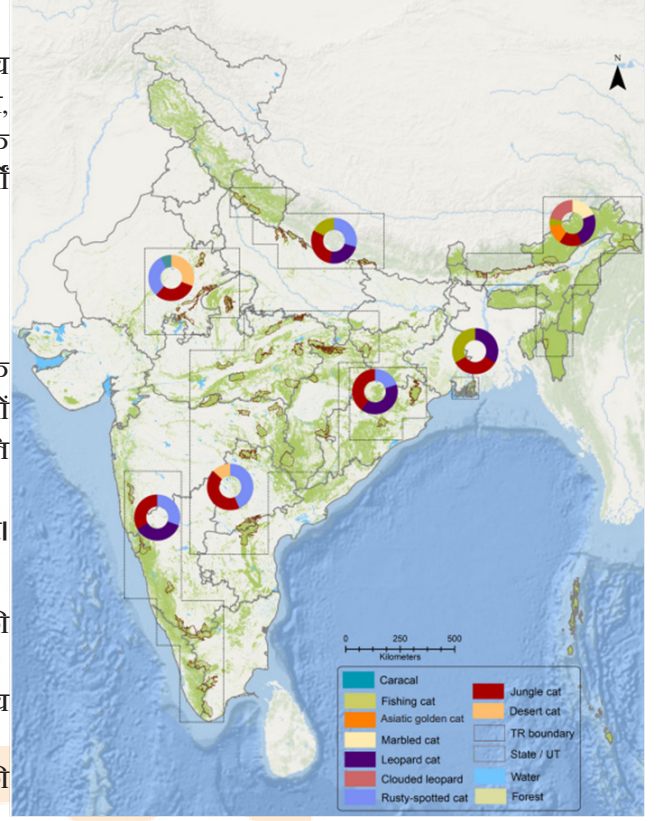 N
0 250 500
Kilometers
Caracal
Fishing cat
Asiatic golden cat
Marbled cat
Leopard cat
Clouded leopard
Rusty-spotted cat
Jungle cat
Desert cat
TR boundary
State / UT
Water
Forest